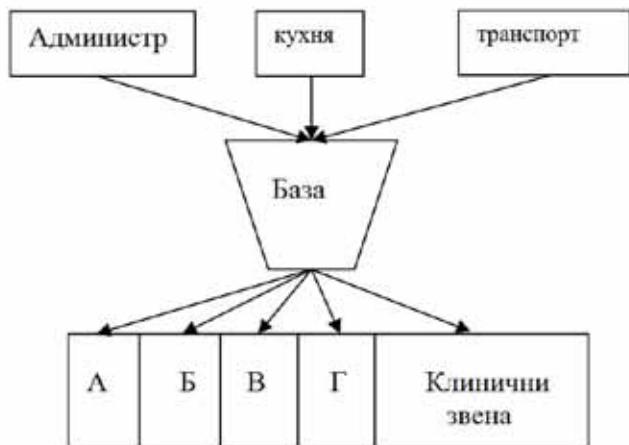 Администр
кухня
транспорт
База
А
Б
В
Г
Клинични
звена